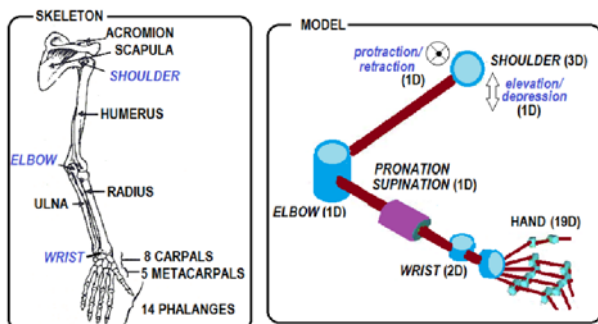 SKELETON
ACROMION
SCAPULA
SHOULDER
HUMERUS
ELBOW
RADIUS
ULNA
WRIST
8 CARPALS
5 METACARPALS
14 PHALANGES
MODEL
protraction/
retraction
(1D)
SHOULDER (3D)
elevation/
depression
(1D)
PRONATION
SUPINATION (1D)
ELBOW (1D)
HAND (19D)
WRIST (2D)